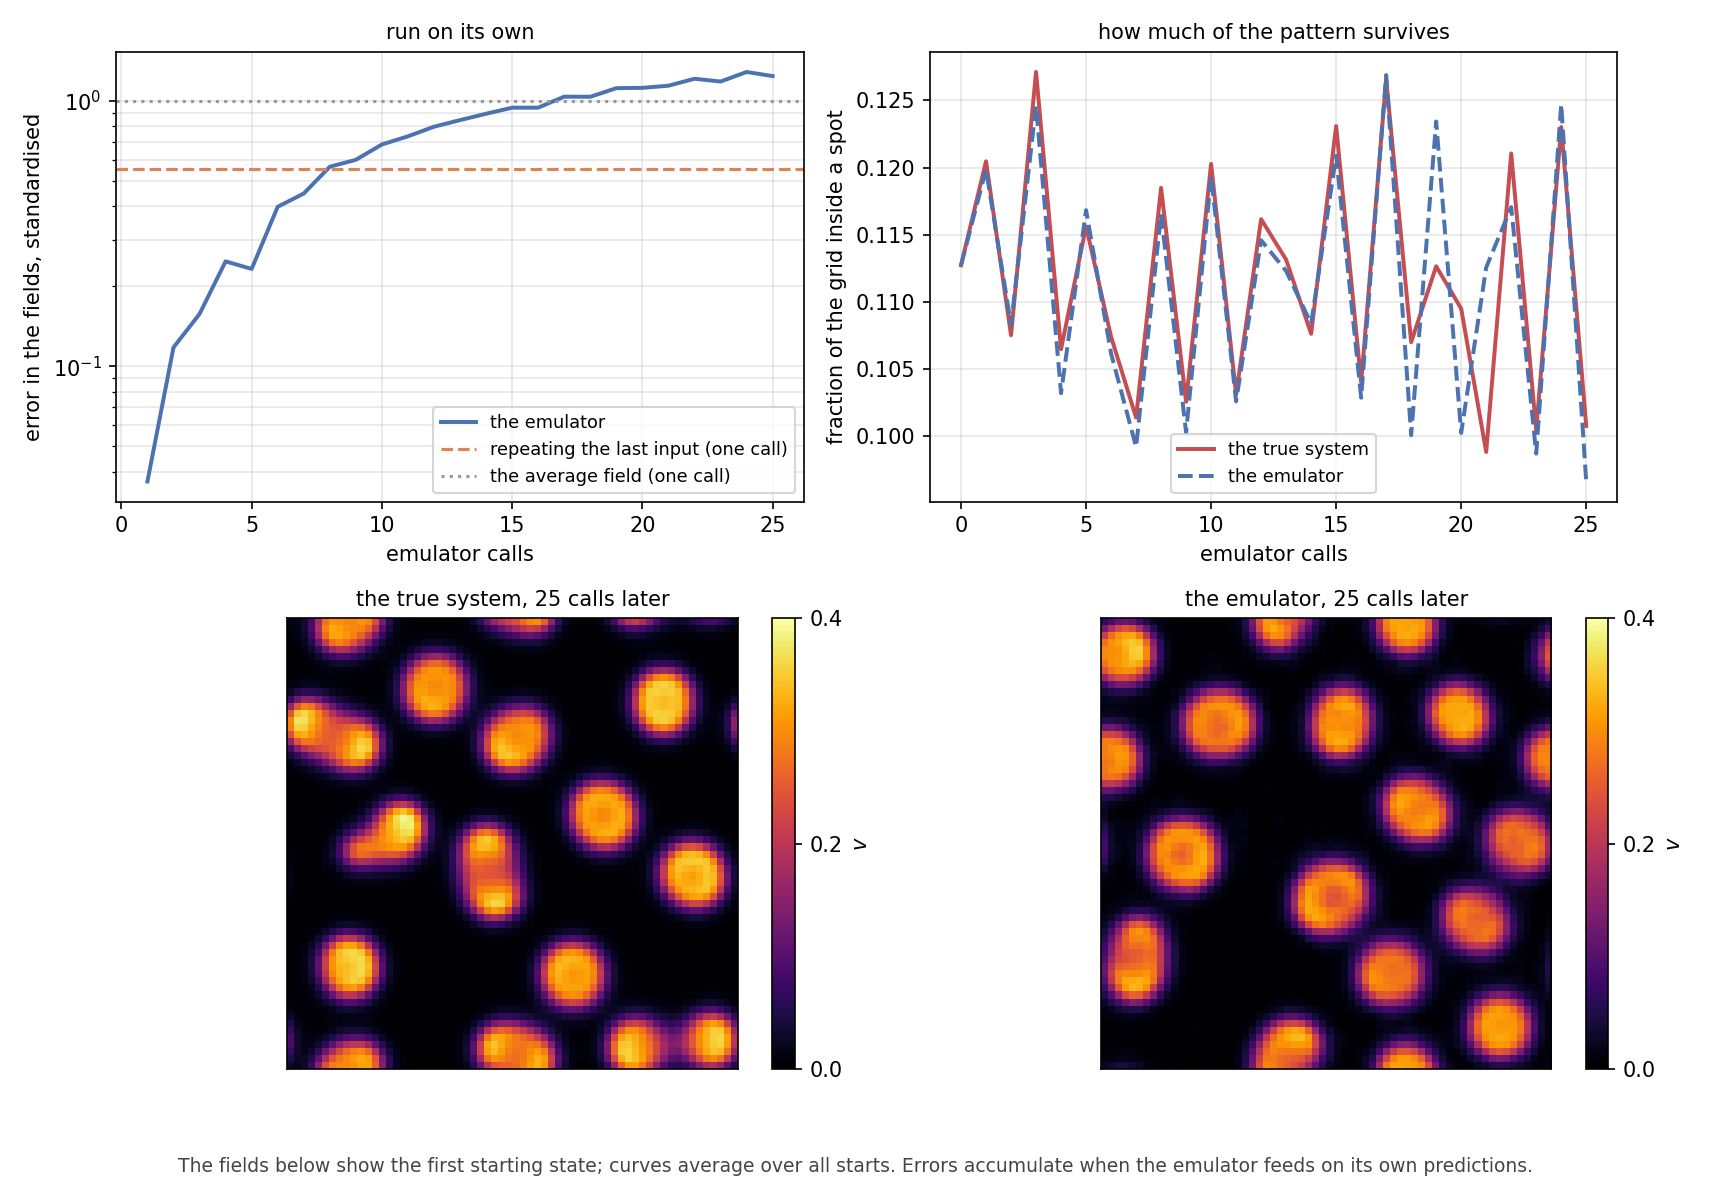 run on its own
error in the fields, standardised
10⁰
10⁻¹
the emulator
repeating the last input (one call)
the average field (one call)
0 5 10 15 20 25
emulator calls
how much of the pattern survives
fraction of the grid inside a spot
0.125
0.120
0.115
0.110
0.105
0.100
the true system
the emulator
0 5 10 15 20 25
emulator calls
the true system, 25 calls later
0.4
0.2
0.0
v
the emulator, 25 calls later
0.4
0.2
0.0
v
The fields below show the first starting state; curves average over all starts. Errors accumulate when the emulator feeds on its own predictions.